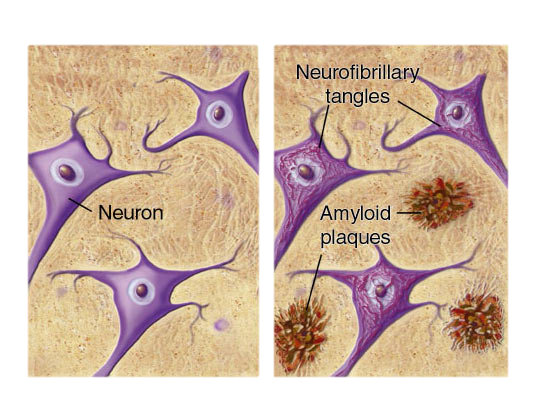 Neuron
Neurofibrillary
tangles
Amyloid
plaques